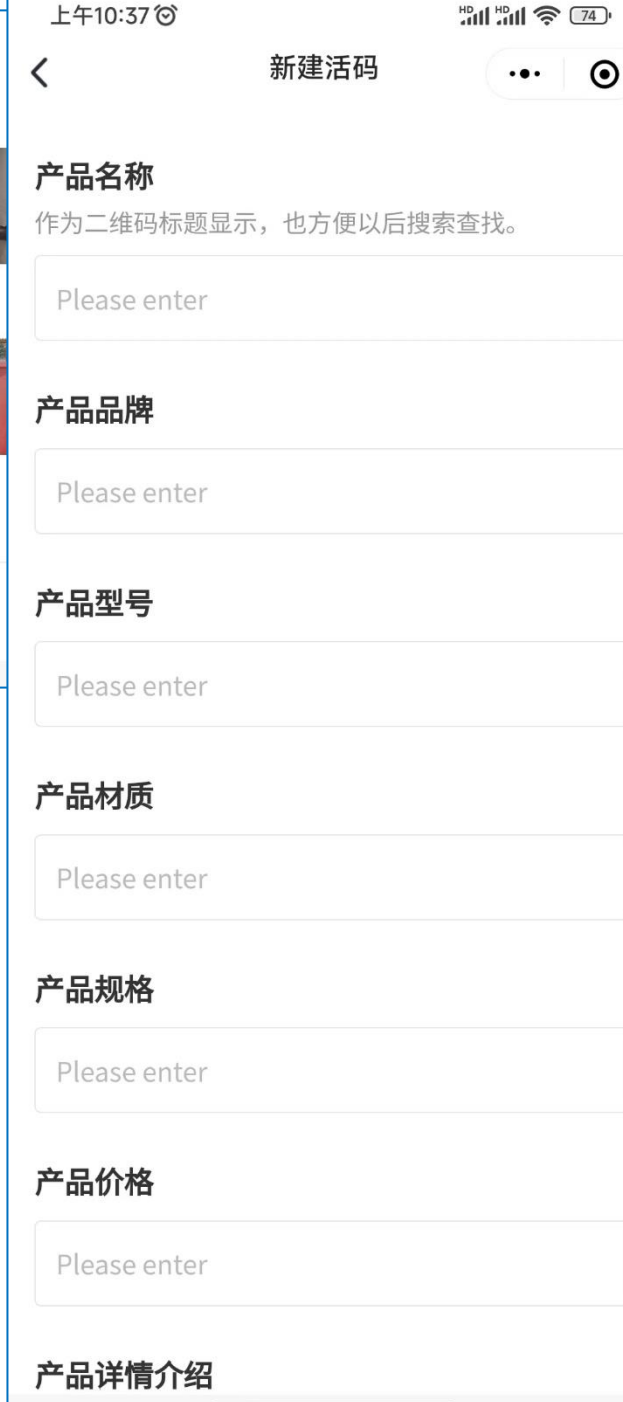 上午10:37
HD HD 74
新建活码
产品名称
作为二维码标题显示，也方便以后搜索查找。
Please enter
产品品牌
Please enter
产品型号
Please enter
产品材质
Please enter
产品规格
Please enter
产品价格
Please enter
产品详情介绍